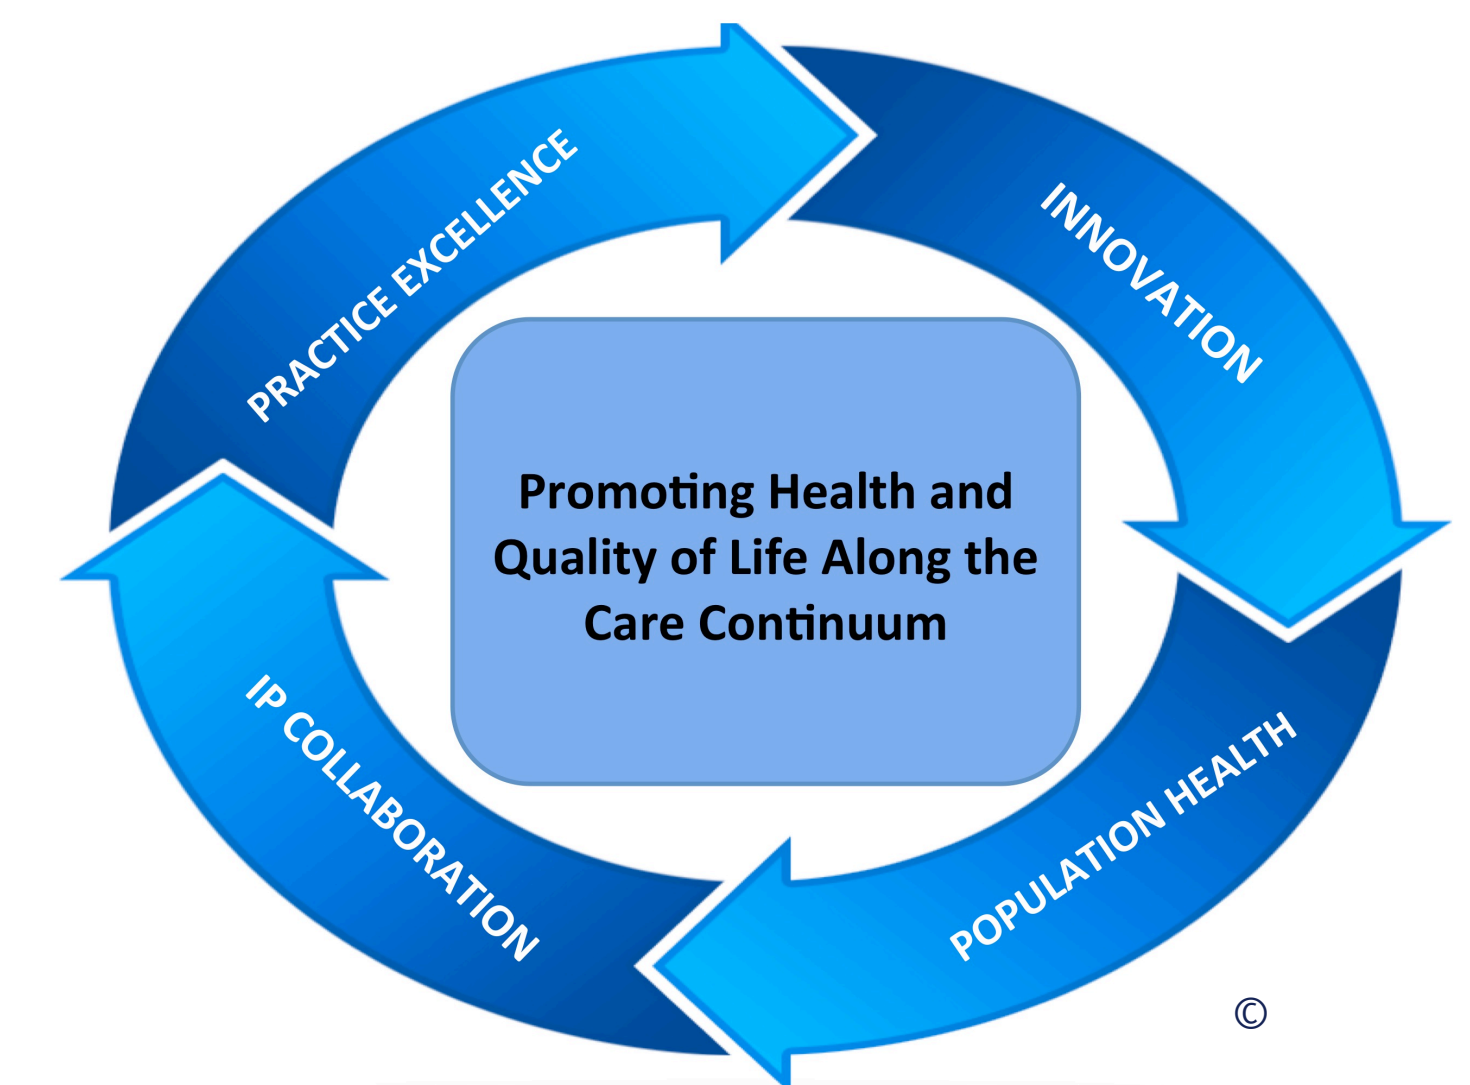 PRACTICE EXCELLENCE
INNOVATION
Promoting Health and
Quality of Life Along the
Care Continuum
IP COLLABORATION
POPULATION HEALTH
©